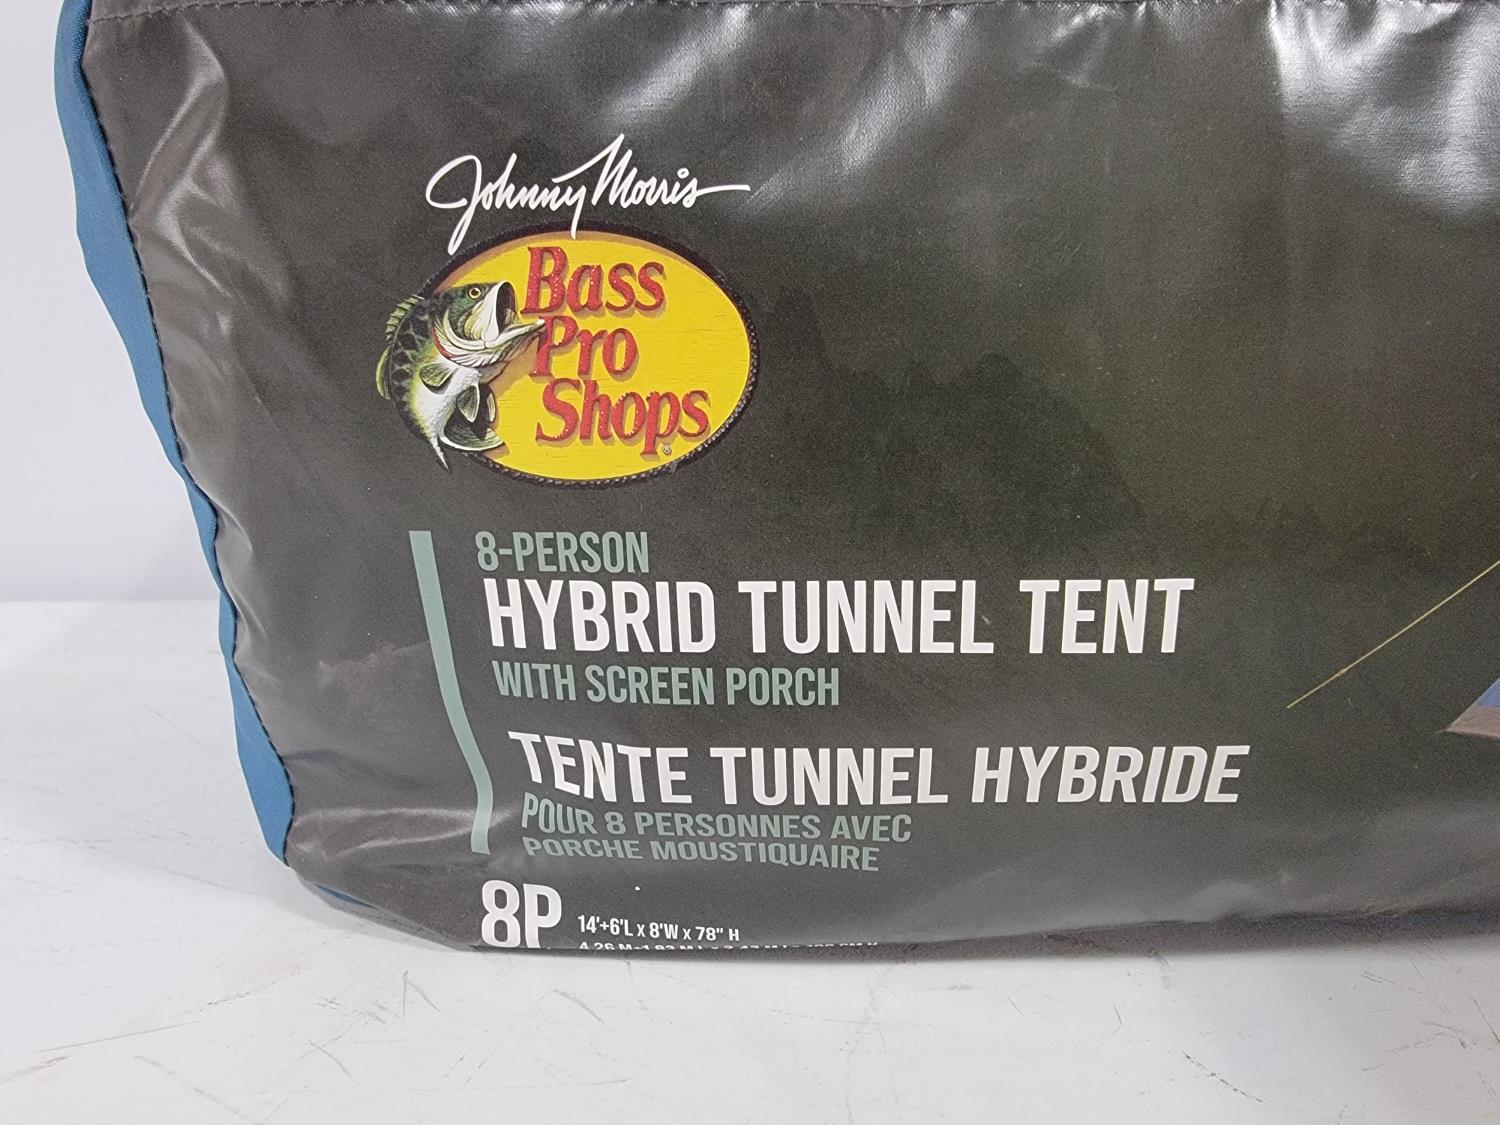 Johnny Morris
Bass
Pro
Shops
8-PERSON
HYBRID TUNNEL TENT
WITH SCREEN PORCH
TENTE TUNNEL HYBRIDE
POUR 8 PERSONNES AVEC
PORCHE MOUSTIQUAIRE
8P
14'+6'L x 8'W x 78" H